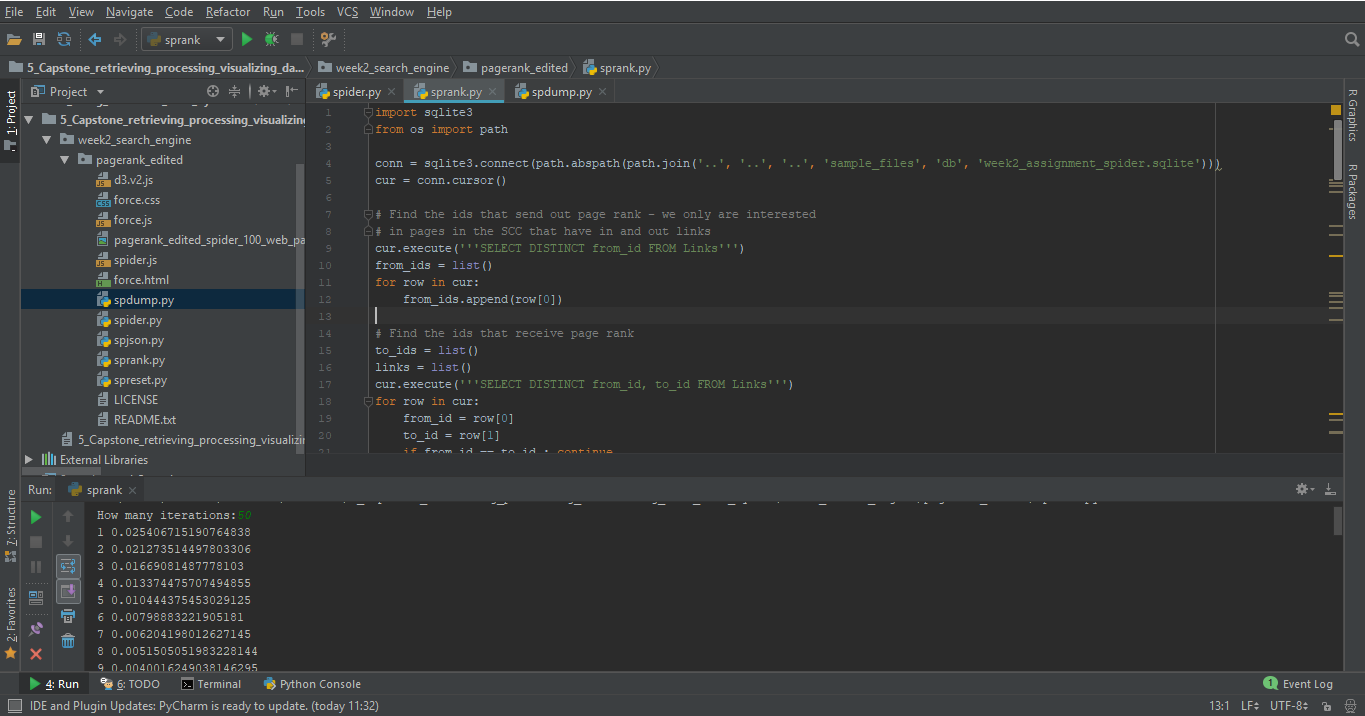 File Edit View Navigate Code Refactor Run Tools VCS Window Help
sprank
5_Capstone_retrieving_processing_visualizing_da... week2_search_engine pagerank_edited sprank.py
1: Project
Project
spider.py sprank.py spdump.py
5_Capstone_retrieving_processing_visualizing
week2_search_engine
pagerank_edited
d3.v2.js
force.css
force.js
pagerank_edited_spider_100_web_pa
spider.js
force.html
spdump.py
spider.py
spjson.py
sprank.py
spreset.py
LICENSE
README.txt
5_Capstone_retrieving_processing_visualizi
External Libraries
1 import sqlite3
2 from os import path
3
4 conn = sqlite3.connect(path.abspath(path.join('..', '..', '..', 'sample_files', 'db', 'week2_assignment_spider.sqlite')))
5 cur = conn.cursor()
6
7 # Find the ids that send out page rank - we only are interested
8 # in pages in the SCC that have in and out links
9 cur.execute('''SELECT DISTINCT from_id FROM Links''')
10 from_ids = list()
11 for row in cur:
12 from_ids.append(row[0])
13
14 # Find the ids that receive page rank
15 to_ids = list()
16 links = list()
17 cur.execute('''SELECT DISTINCT from_id, to_id FROM Links''')
18 for row in cur:
19 from_id = row[0]
20 to_id = row[1]
21 if from_id == to_id : continue
R Graphics
R Packages
Run: sprank
7: Structure
2: Favorites
How many iterations:50
1 0.025406715190764838
2 0.021273514497803306
3 0.01669081487778103
4 0.013374475707494855
5 0.010444375453029125
6 0.00798883221905181
7 0.006204198012627145
8 0.0051505051983228144
9 0.0040016249038146295
4: Run 6: TODO Terminal Python Console 1 Event Log
IDE and Plugin Updates: PyCharm is ready to update. (today 11:32) 13:1 LF UTF-8